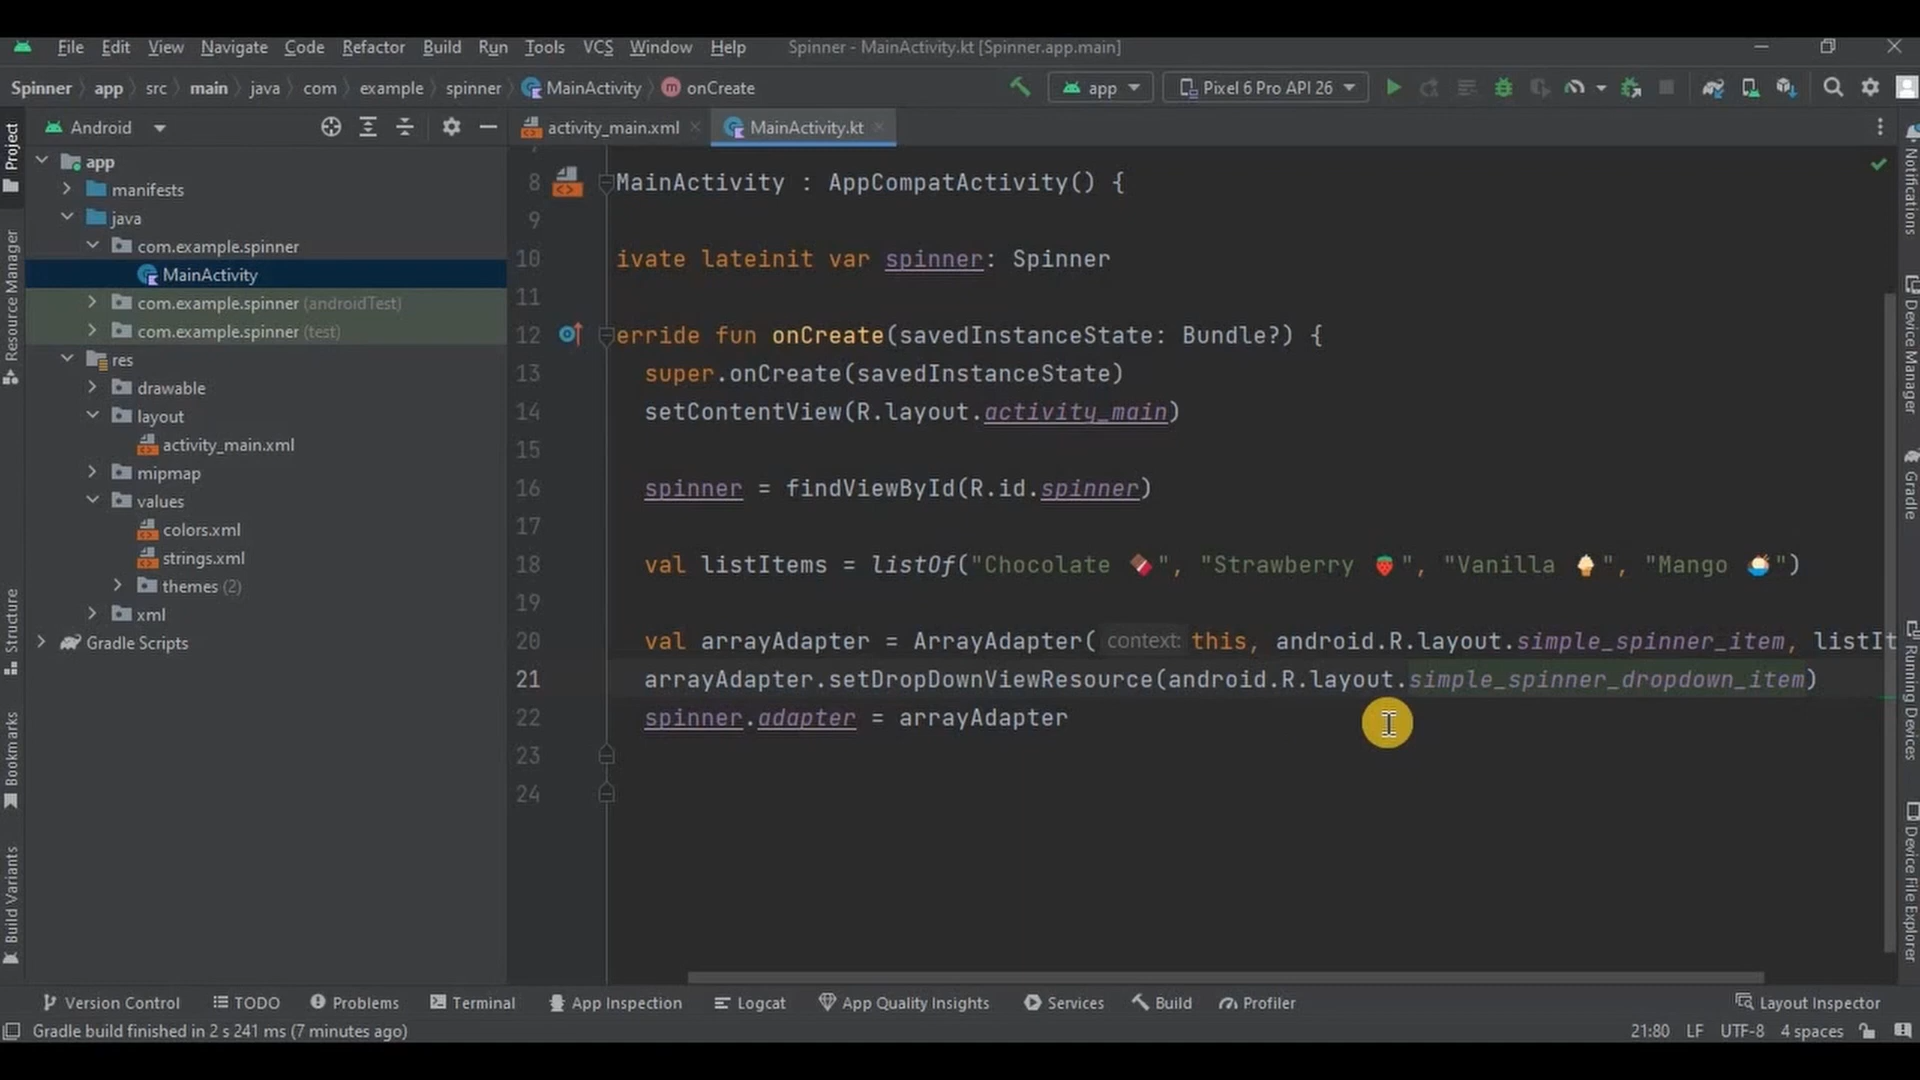 File Edit View Navigate Code Refactor Build Run Tools VCS Window Help Spinner - MainActivity.kt [Spinner.app.main]
Spinner app src main java com example spinner MainActivity onCreate app Pixel 6 Pro API 26
Android activity_main.xml MainActivity.kt
Project
Resource Manager
Structure
Bookmarks
Build Variants
app
manifests
java
com.example.spinner
MainActivity
com.example.spinner (androidTest)
com.example.spinner (test)
res
drawable
layout
activity_main.xml
mipmap
values
colors.xml
strings.xml
themes (2)
xml
Gradle Scripts
8 MainActivity : AppCompatActivity() {
9
10 ivate lateinit var spinner: Spinner
11
12 erride fun onCreate(savedInstanceState: Bundle?) {
13 super.onCreate(savedInstanceState)
14 setContentView(R.layout.activity_main)
15
16 spinner = findViewById(R.id.spinner)
17
18 val listItems = listOf("Chocolate 🍫", "Strawberry 🍓", "Vanilla 🍦", "Mango 🍧")
19
20 val arrayAdapter = ArrayAdapter( context: this, android.R.layout.simple_spinner_item, listIt
21 arrayAdapter.setDropDownViewResource(android.R.layout.simple_spinner_dropdown_item)
22 spinner.adapter = arrayAdapter
23
24
Notifications
Device Manager
Gradle
Running Devices
Device File Explorer
Version Control TODO Problems Terminal App Inspection Logcat App Quality Insights Services Build Profiler Layout Inspector
Gradle build finished in 2 s 241 ms (7 minutes ago) 21:80 LF UTF-8 4 spaces